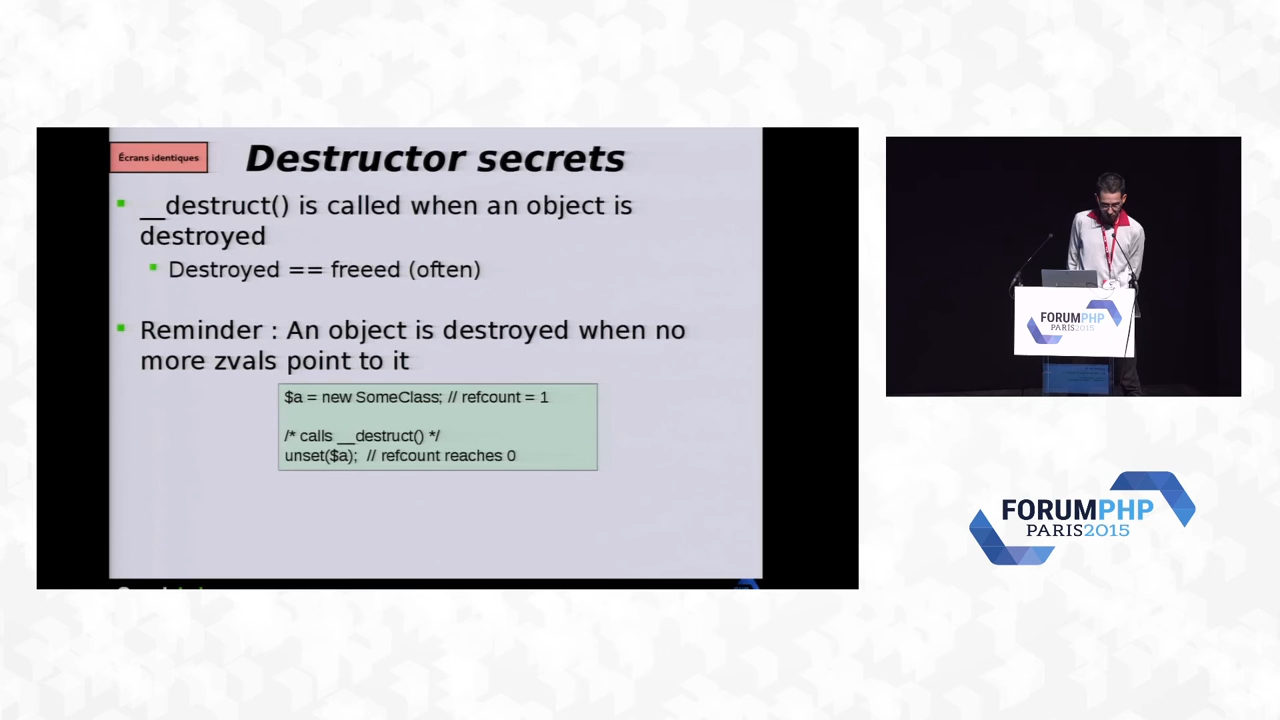 Écrans identiques
Destructor secrets
__destruct() is called when an object is
destroyed
Destroyed == freeed (often)
Reminder : An object is destroyed when no
more zvals point to it
$a = new SomeClass; // refcount = 1
/* calls __destruct() */
unset($a);  // refcount reaches 0
FORUMPHP
PARIS2015
FORUMPHP
PARIS2015